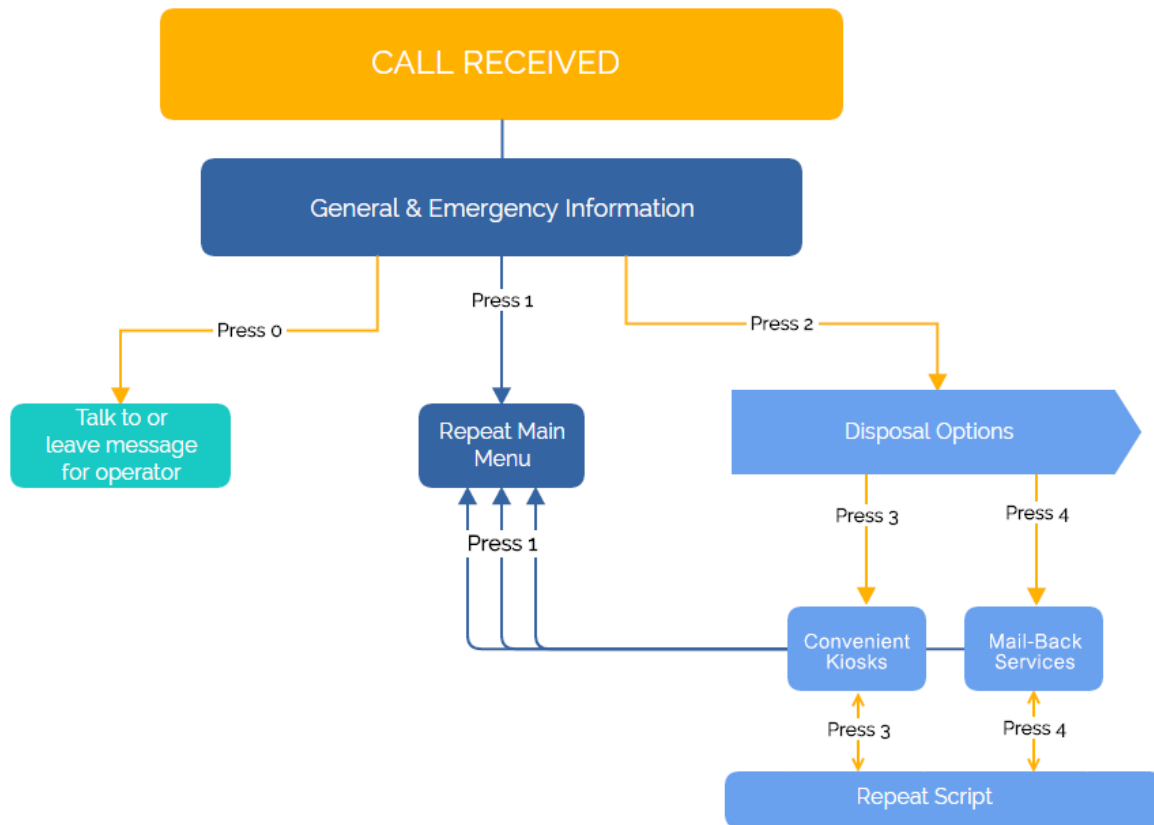 CALL RECEIVED
General & Emergency Information
Press 1
Press 0
Press 2
Talk to or
leave message
for operator
Repeat Main
Menu
Disposal Options
Press 3
Press 4
Press 1
Convenient
Kiosks
Mail-Back
Services
Press 3
Press 4
Repeat Script